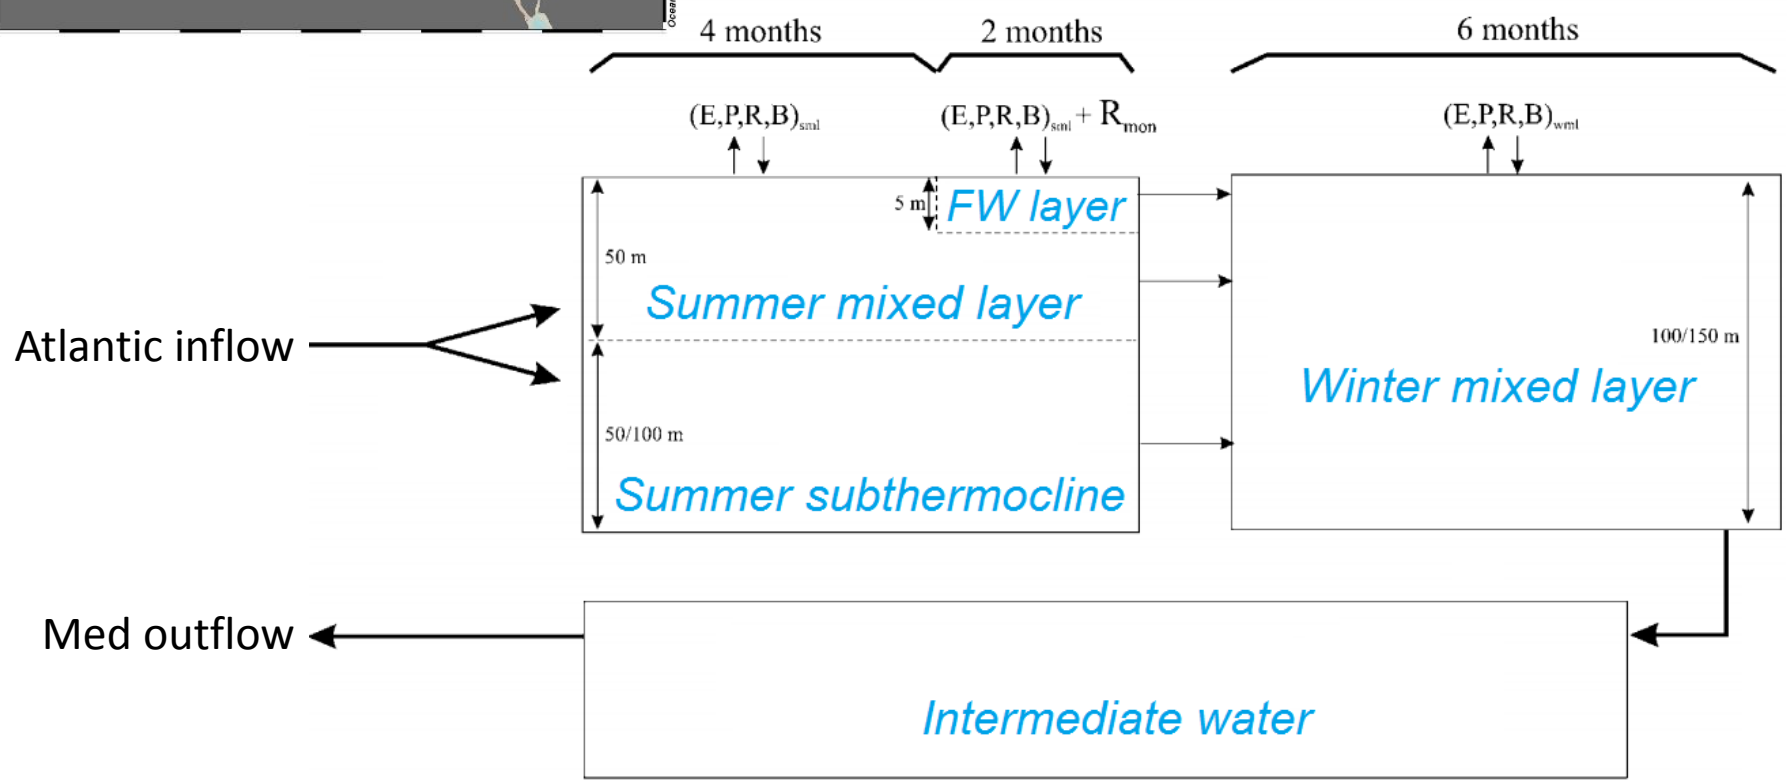 Ocean
4 months
2 months
6 months
(E,P,R,B)sml
(E,P,R,B)sml + Rmon
(E,P,R,B)wml
5 m
FW layer
50 m
Summer mixed layer
Atlantic inflow
100/150 m
Winter mixed layer
50/100 m
Summer subthermocline
Med outflow
Intermediate water